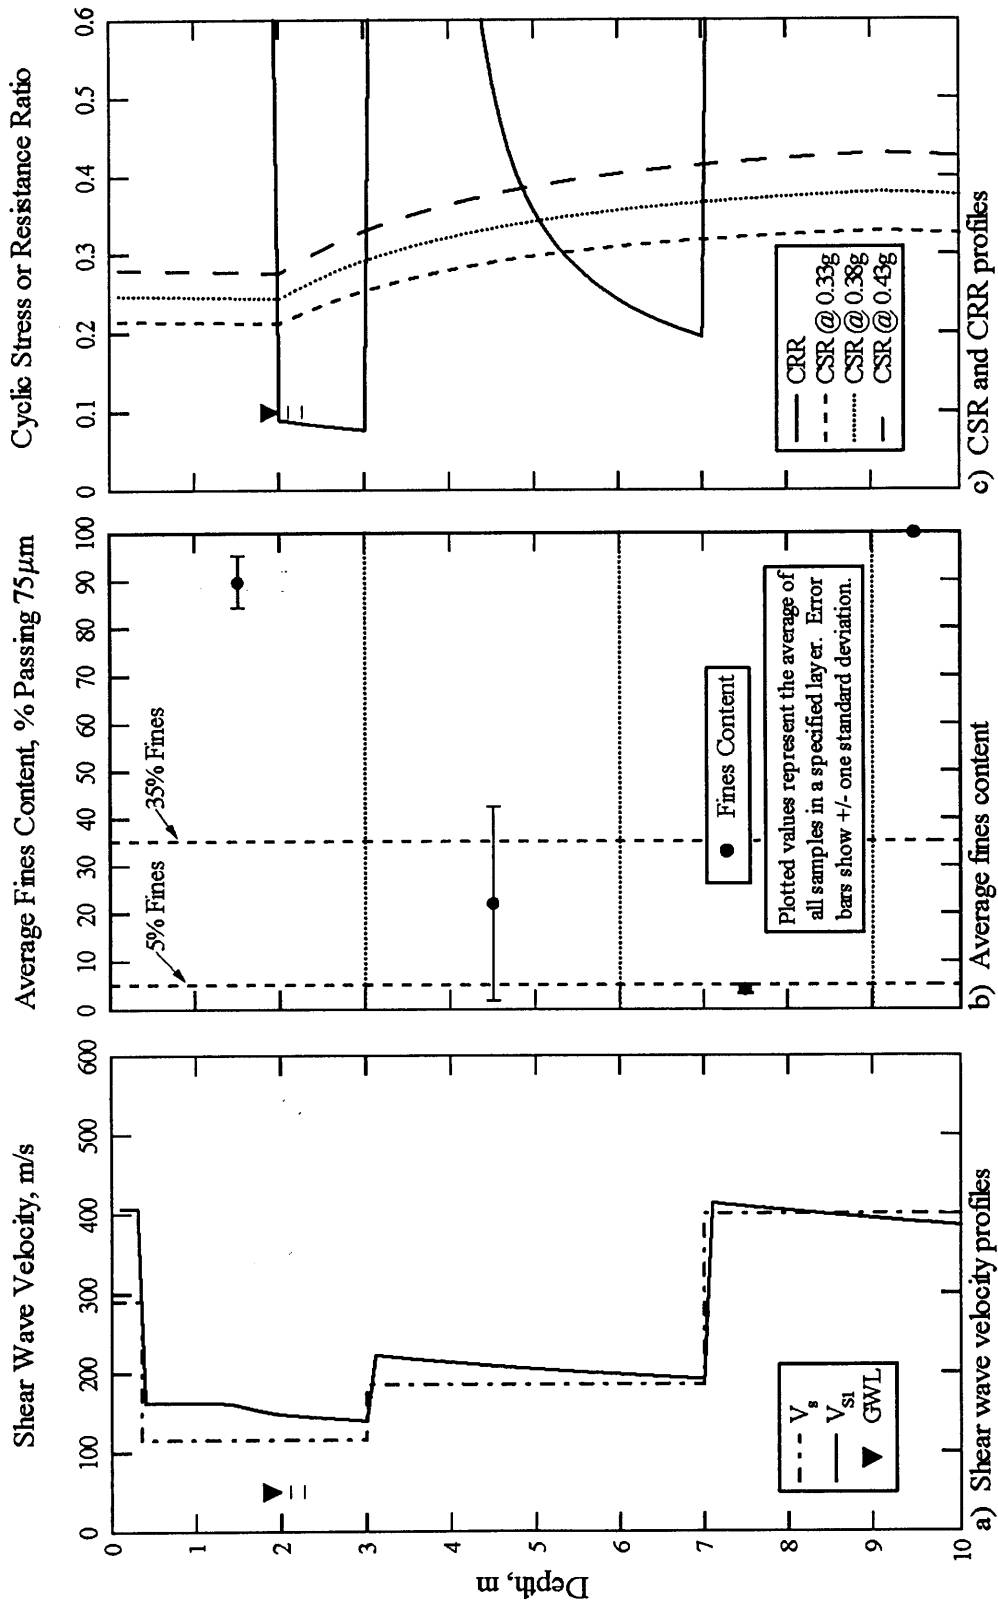 Shear Wave Velocity, m/s
0 100 200 300 400 500 600
Depth, m
0
1
2
3
4
5
6
7
8
9
10
Vs
VS1
GWL
a) Shear wave velocity profiles
Average Fines Content, % Passing 75μm
0 10 20 30 40 50 60 70 80 90 100
5% Fines
35% Fines
Fines Content
Plotted values represent the average of
all samples in a specified layer. Error
bars show +/- one standard deviation.
b) Average fines content
Cyclic Stress or Resistance Ratio
0 0.1 0.2 0.3 0.4 0.5 0.6
CRR
CSR @ 0.33g
CSR @ 0.38g
CSR @ 0.43g
c) CSR and CRR profiles